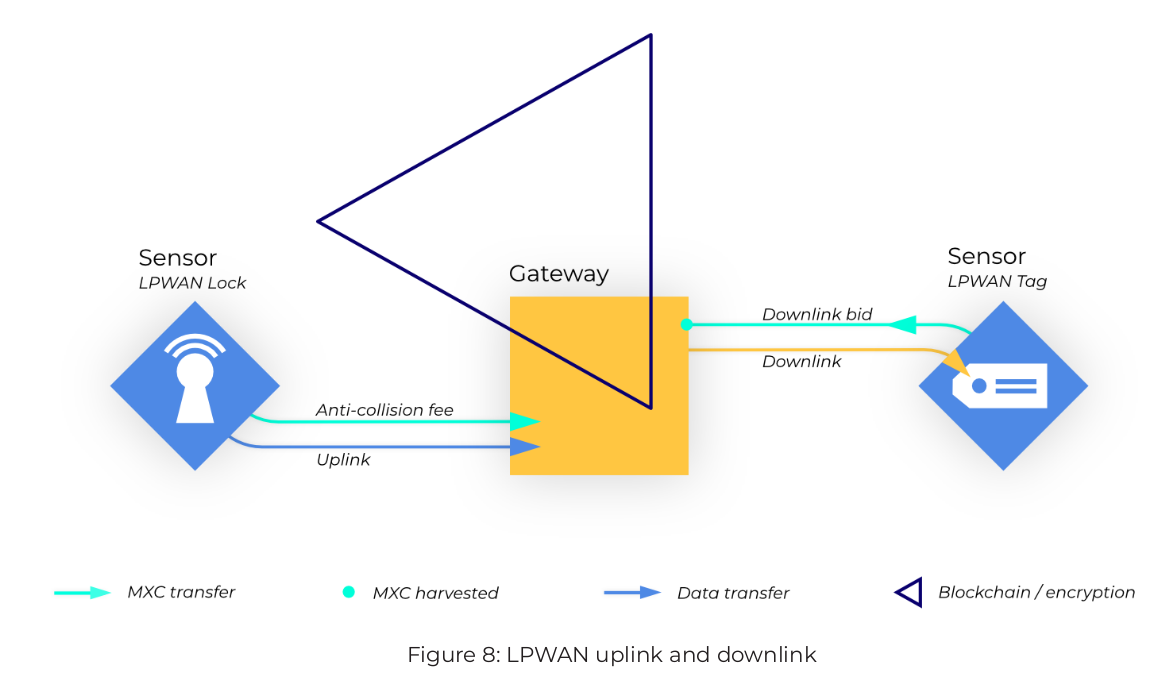 Sensor
LPWAN Lock
Gateway
Sensor
LPWAN Tag
Downlink bid
Downlink
Anti-collision fee
Uplink
MXC transfer
MXC harvested
Data transfer
Blockchain / encryption
Figure 8: LPWAN uplink and downlink